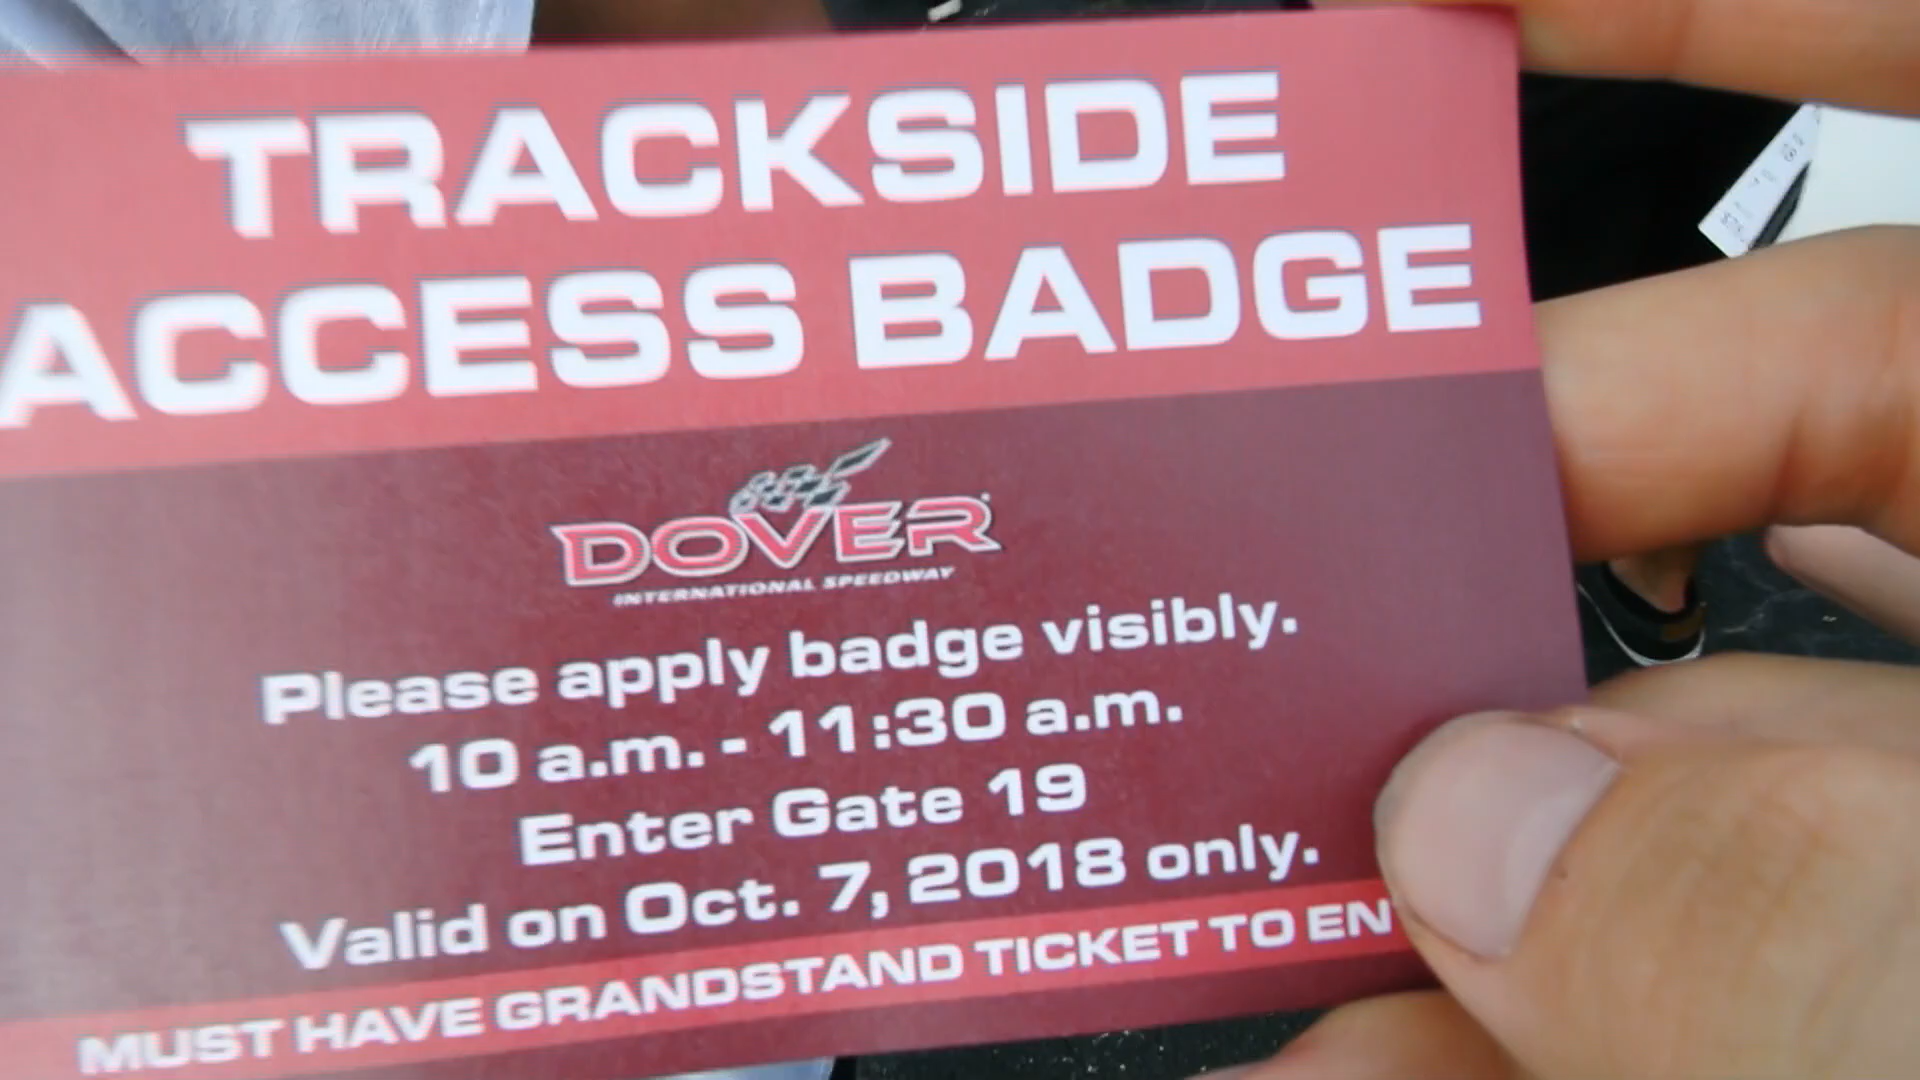 TRACKSIDE
ACCESS BADGE
DOVER
INTERNATIONAL SPEEDWAY
Please apply badge visibly.
10 a.m. - 11:30 a.m.
Enter Gate 19
Valid on Oct. 7, 2018 only.
MUST HAVE GRANDSTAND TICKET TO EN